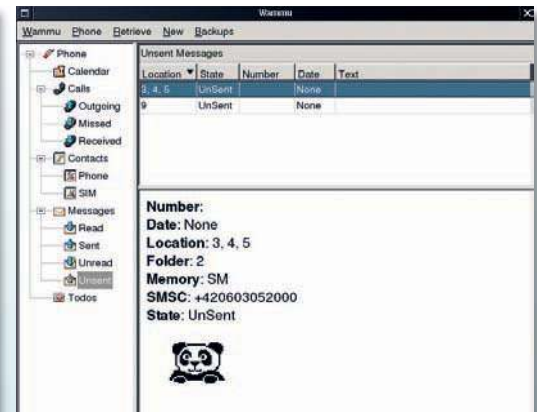 Wammu
Wammu Phone Retrieve New Backups
Phone
Calendar
Calls
Outgoing
Missed
Received
Contacts
Phone
SIM
Messages
Read
Sent
Unread
Unsent
Todos
Unsent Messages
Location State Number Date Text
3, 4, 5 UnSent None
9 UnSent None
Number:
Date: None
Location: 3, 4, 5
Folder: 2
Memory: SM
SMSC: +420603052000
State: UnSent